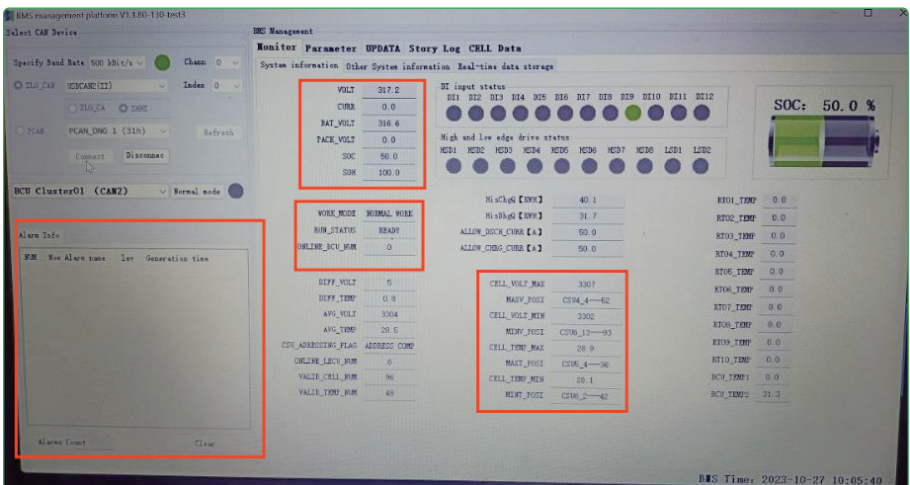 BMS management platform V1.1.80-130-test3
Select CAN Device
Specify Baud Rate 500 kBit/s Chann 0
ZLG_CAN USBCAN2(II) Index 0
PCAN PCAN_DNG 1 (31h) Refresh
Connect Disconnec
BCU Cluster01 (CAN2) Normal mode
Alarm Info
NUM Now Alarm name Lev Generation time
Alarms Count Clear
BMS Management
Monitor Parameter UPDATA Story Log CELL Data
System information Other System information Real-time data storage
VOLT 317.2
CURR 0.0
BAT_VOLT 316.6
PACK_VOLT 0.0
SOC 50.0
SOH 100.0
WORK_MODE NORMAL WORK
RUN_STATUS READY
ONLINE_BCU_NUM 0
DIFF_VOLT 5
DIFF_TEMP 0.8
AVG_VOLT 3304
AVG_TEMP 28.5
CSU_ADRESSING_FLAG ADDRESS COMP
ONLINE_LECU_NUM 6
VALID_CELL_NUM 96
VALID_TEMP_NUM 48
DI input status
DI1 DI2 DI3 DI4 DI5 DI6 DI7 DI8 DI9 DI10 DI11 DI12
High and low edge drive status
HSD1 HSD2 HSD3 HSD4 HSD5 HSD6 HSD7 HSD8 LSD1 LSD2
SOC: 50.0 %
HisChgQ【KWH】 40.1
HisDhgQ【KWH】 31.7
ALLOW_DSCH_CURR【A】 50.0
ALLOW_CHRG_CURR【A】 50.0
CELL_VOLT_MAX 3307
MAXV_POSI CSU4_4---52
CELL_VOLT_MIN 3302
MINV_POSI CSU6_13---93
CELL_TEMP_MAX 28.9
MAXT_POSI CSU5_4---36
CELL_TEMP_MIN 28.1
MINT_POSI CSU6_2---42
RT01_TEMP 0.0
RT02_TEMP 0.0
RT03_TEMP 0.0
RT04_TEMP 0.0
RT05_TEMP 0.0
RT06_TEMP 0.0
RT07_TEMP 0.0
RT08_TEMP 0.0
RT09_TEMP 0.0
RT10_TEMP 0.0
BCU_TEMP1 0.0
BCU_TEMP2 31.3
BMS Time: 2023-10-27 10:05:40